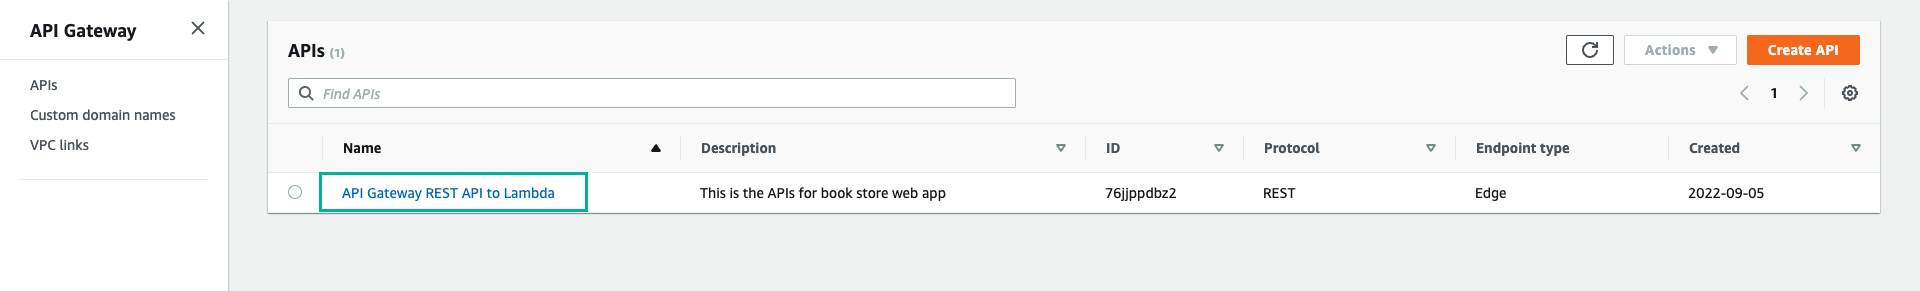 API Gateway
APIs
Custom domain names
VPC links
APIs (1)
Actions
Create API
Find APIs
1
Name Description ID Protocol Endpoint type Created
API Gateway REST API to Lambda This is the APIs for book store web app 76jjppdbz2 REST Edge 2022-09-05